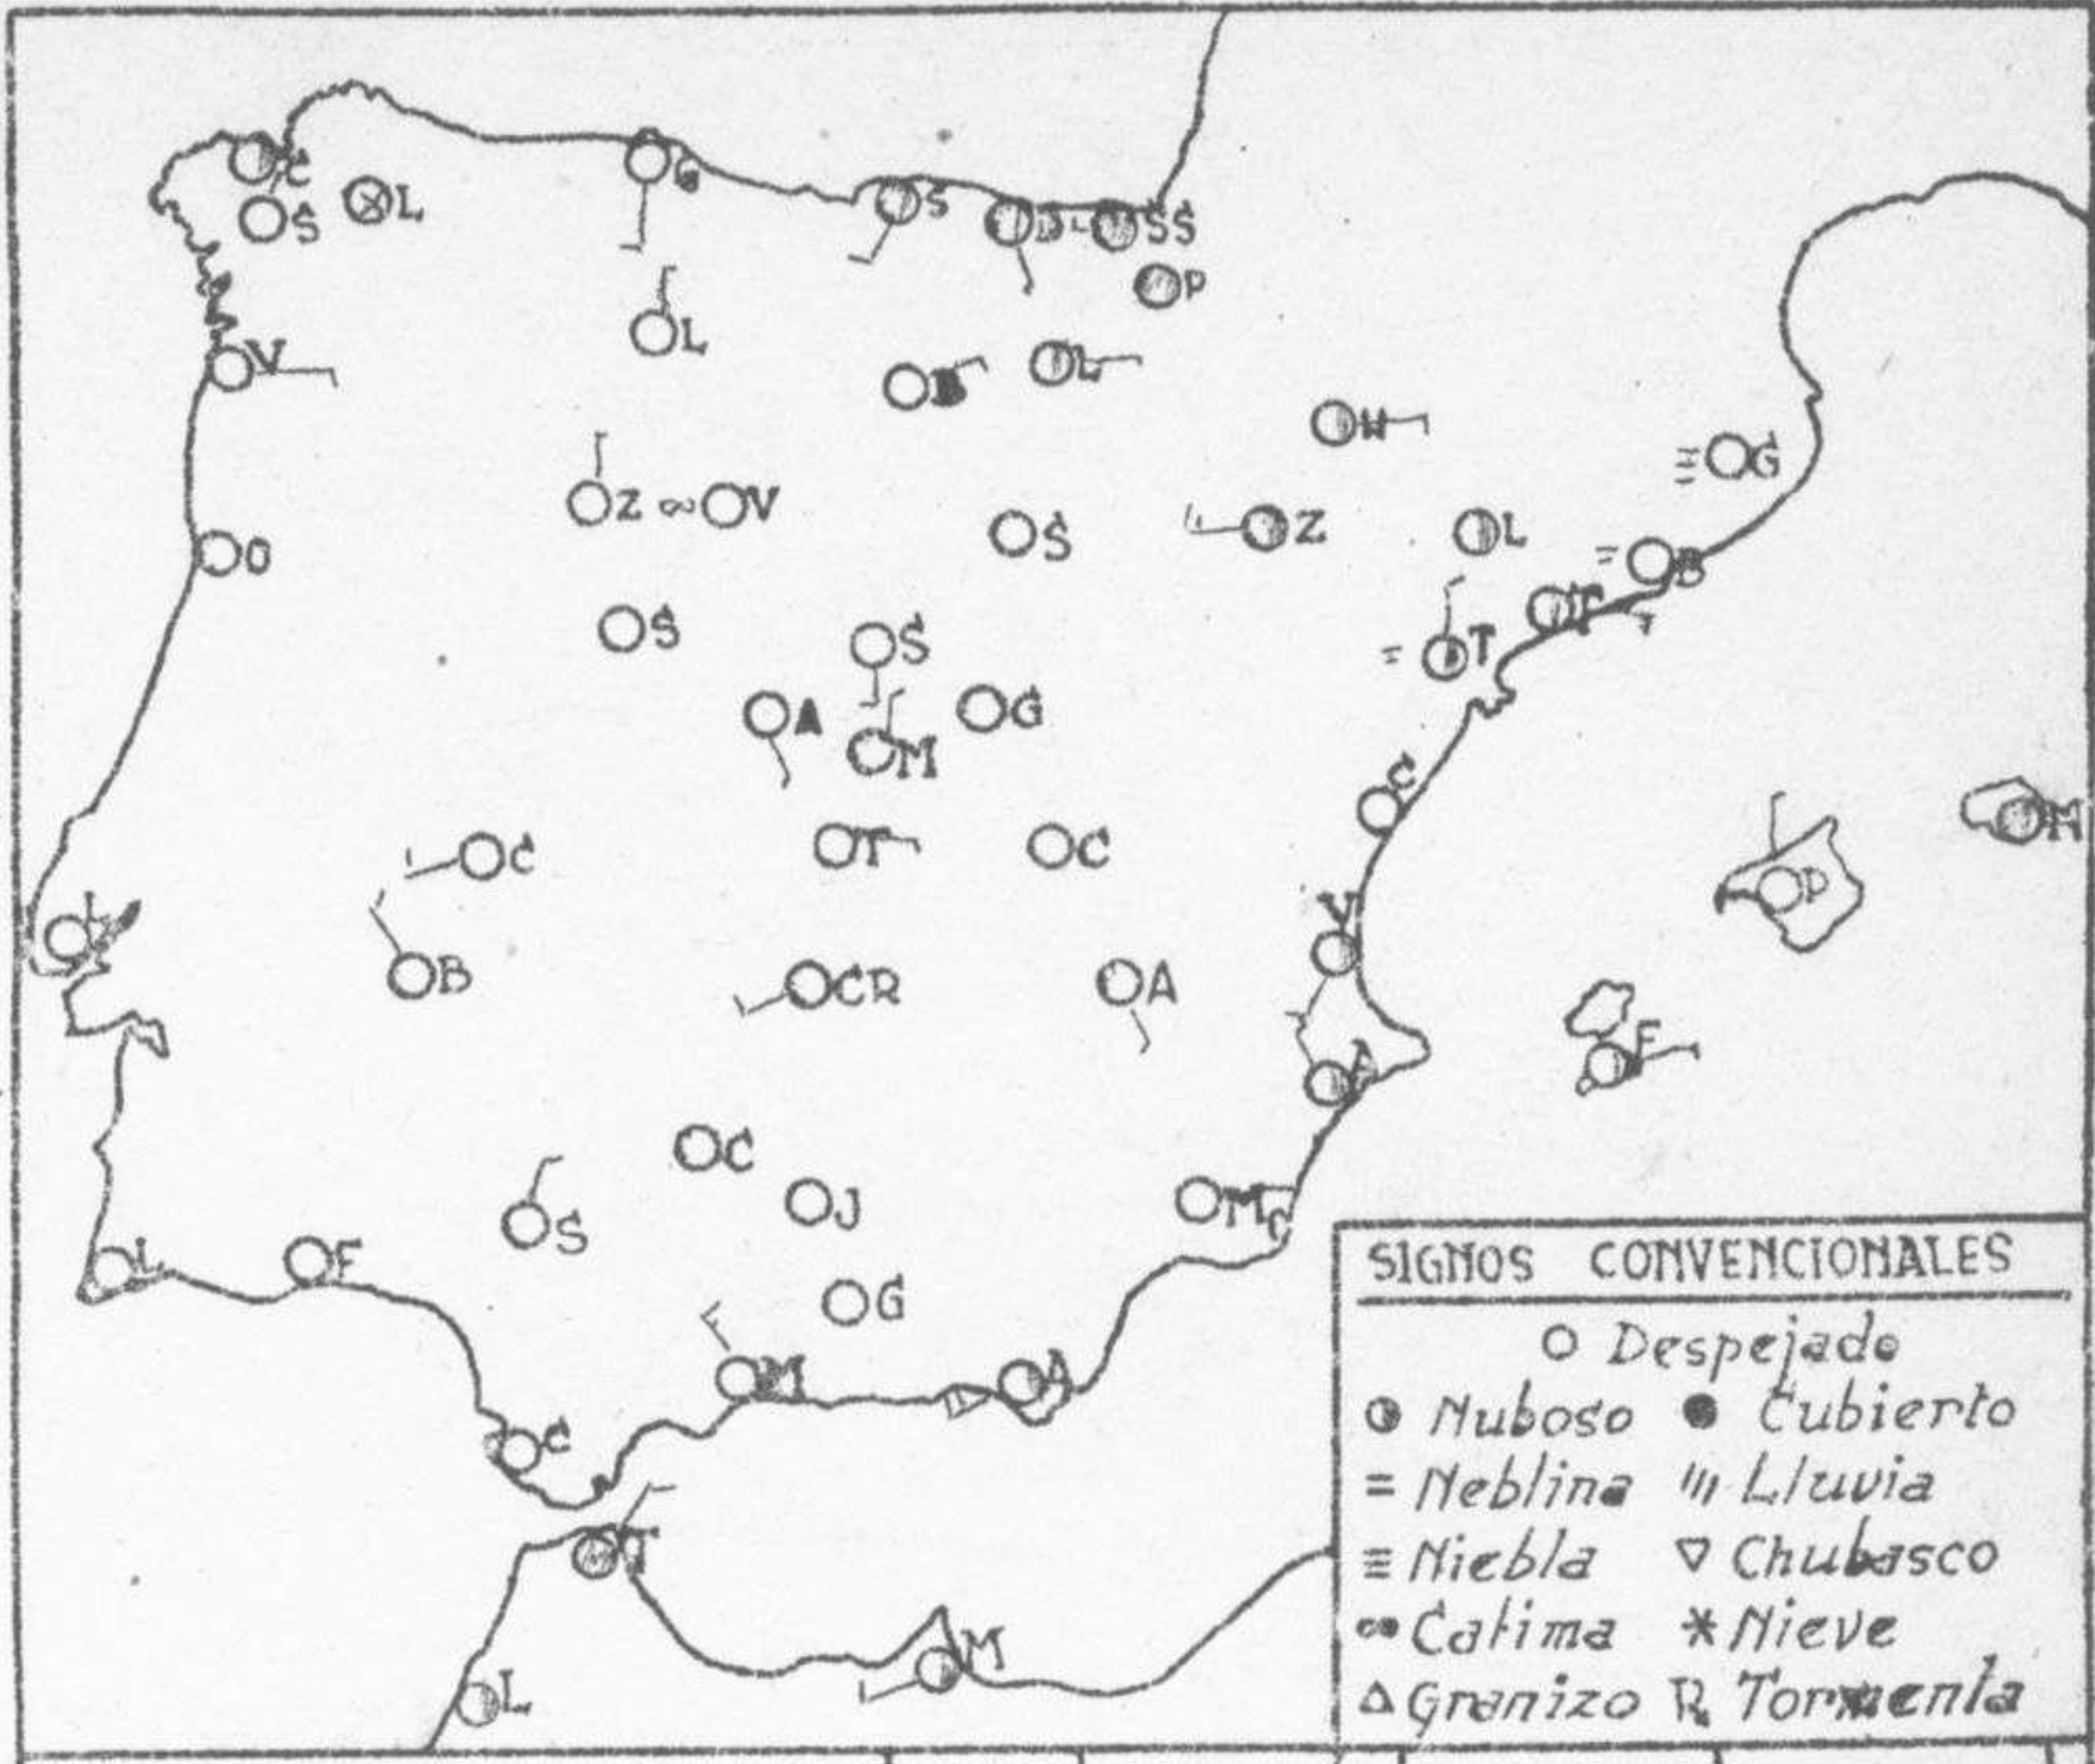 C
G
S
L
S
B
SS
P
V
L
B
L
H
G
Z
V
S
Z
L
B
O
T
S
S
T
A
G
M
C
C
T
C
M
P
L
V
B
CR
A
F
A
C
S
J
M
C
L
F
G
M
A
C
T
M
L
SIGNOS CONVENCIONALES
Despejado
Nuboso Cubierto
= Neblina /// Lluvia
≡ Niebla ▽ Chubasco
∞ Calima * Nieve
△ Granizo Tormenta